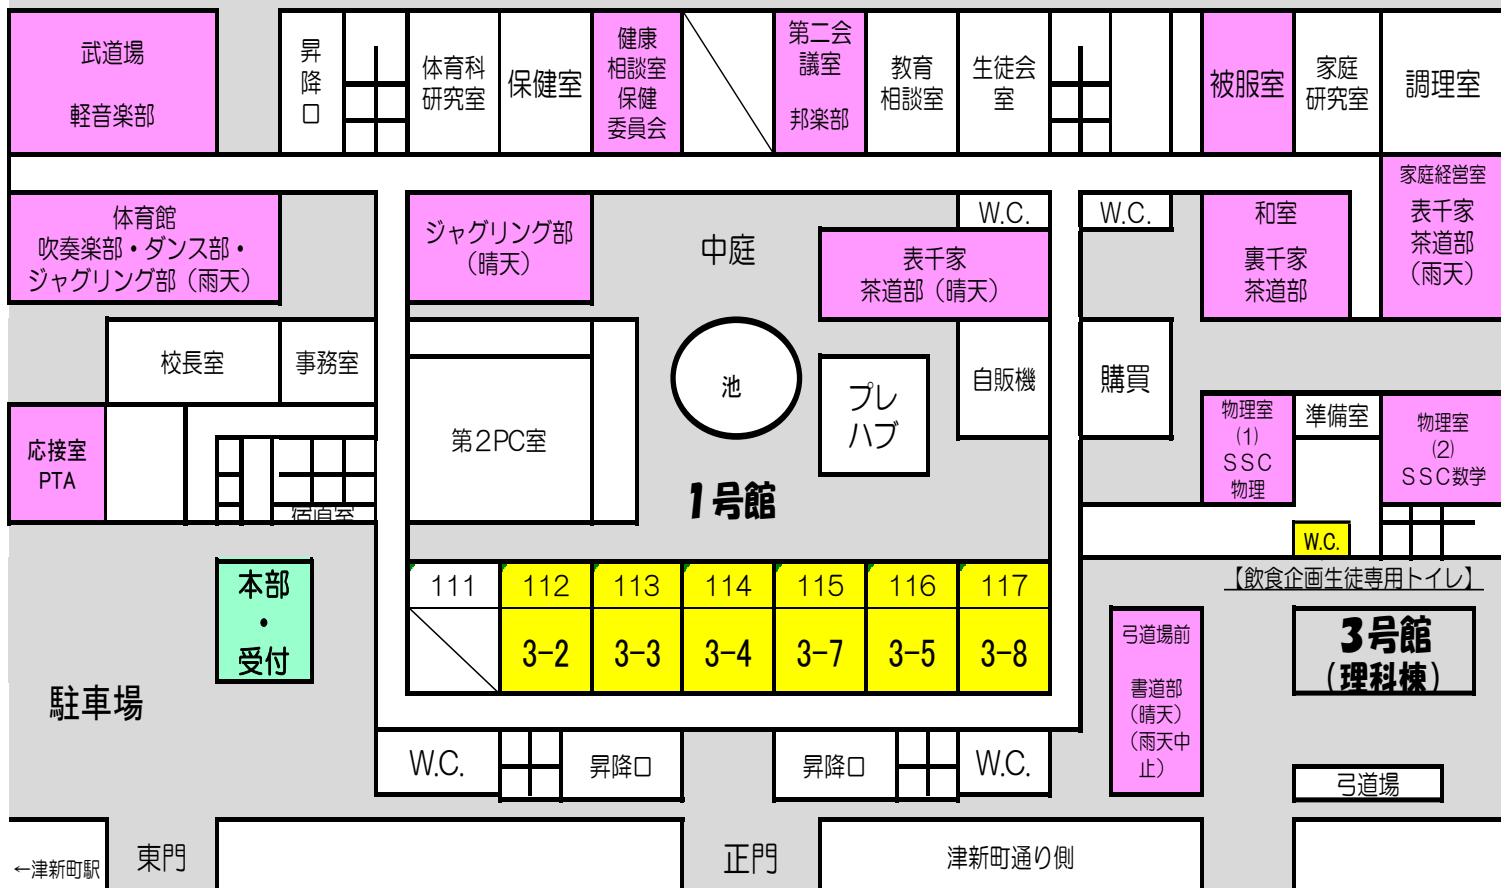 武道場
軽音楽部
昇
降
口
体育科
研究室
保健室
健康
相談室
保健
委員会
第二会
議室
邦楽部
教育
相談室
生徒会
室
被服室
家庭
研究室
調理室
体育館
吹奏楽部・ダンス部・
ジャグリング部（雨天）
ジャグリング部
（晴天）
中庭
W.C.
表千家
茶道部（晴天）
W.C.
和室
裏千家
茶道部
家庭経営室
表千家
茶道部
（雨天）
校長室
事務室
第２PC室
池
プレ
ハブ
自販機
購買
応接室
PTA
宿直室
1号館
物理室
(1)
ＳＳＣ
物理
準備室
物理室
(2)
ＳＳＣ数学
W.C.
【飲食企画生徒専用トイレ】
本部
・
受付
111
112
113
114
115
116
117
3-2
3-3
3-4
3-7
3-5
3-8
弓道場前
書道部
（晴天）
（雨天中
止）
3号館
（理科棟）
駐車場
W.C.
昇降口
昇降口
W.C.
弓道場
←津新町駅
東門
正門
津新町通り側